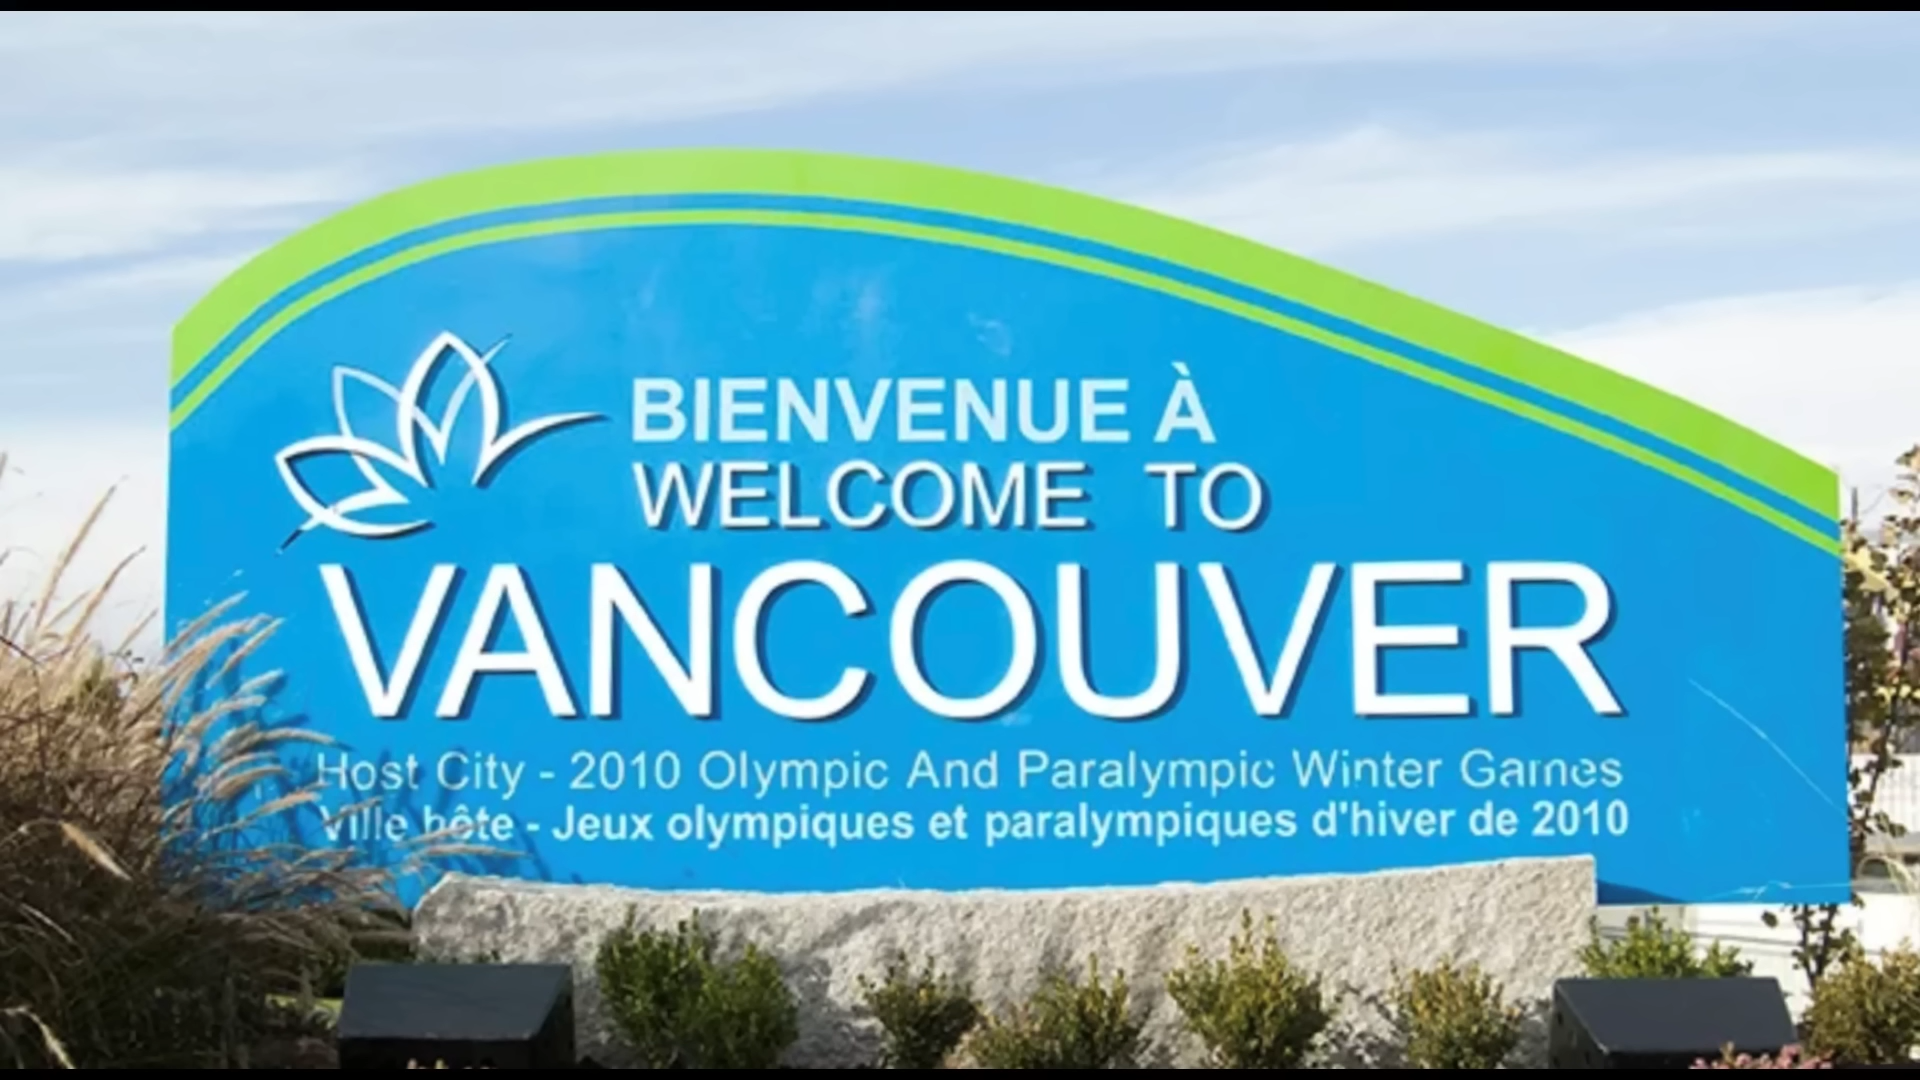 BIENVENUE À
WELCOME TO
VANCOUVER
Host City - 2010 Olympic And Paralympic Winter Games
Ville hôte - Jeux olympiques et paralympiques d'hiver de 2010